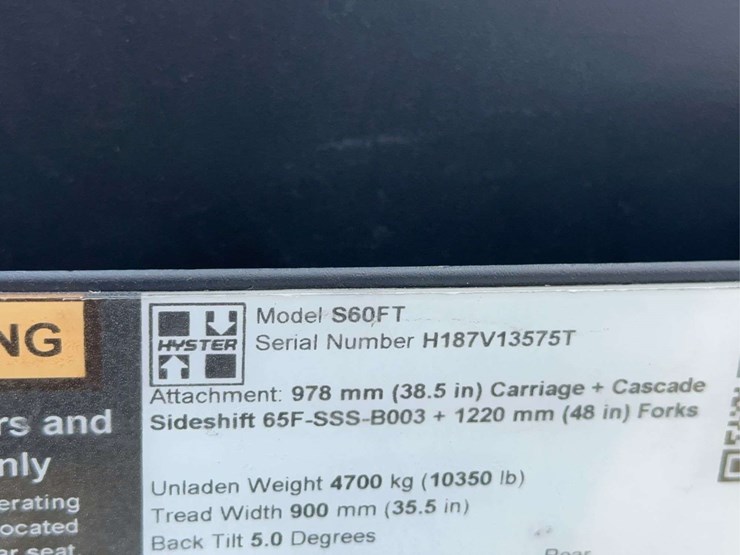 NG
rs and
nly
erating
ocated
er seat
HYSTER
Model S60FT
Serial Number H187V13575T
Attachment: 978 mm (38.5 in) Carriage + Cascade
Sideshift 65F-SSS-B003 + 1220 mm (48 in) Forks
Unladen Weight 4700 kg (10350 lb)
Tread Width 900 mm (35.5 in)
Back Tilt 5.0 Degrees